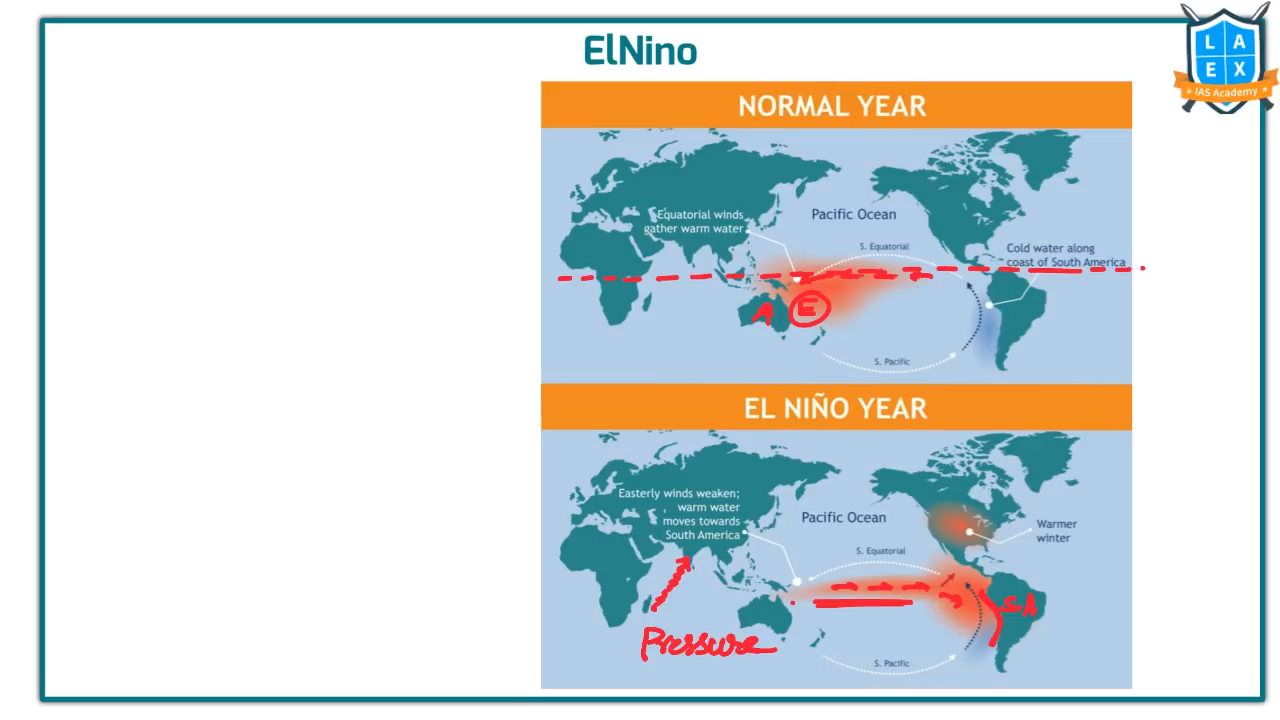 ElNino
L A
E X
IAS Academy
NORMAL YEAR
Equatorial winds
gather warm water
Pacific Ocean
S. Equatorial
Cold water along
coast of South America
A
E
S. Pacific
EL NIÑO YEAR
Easterly winds weaken;
warm water
moves towards
South America
Pacific Ocean
Warmer
winter
S. Equatorial
SA
Pressure
S. Pacific